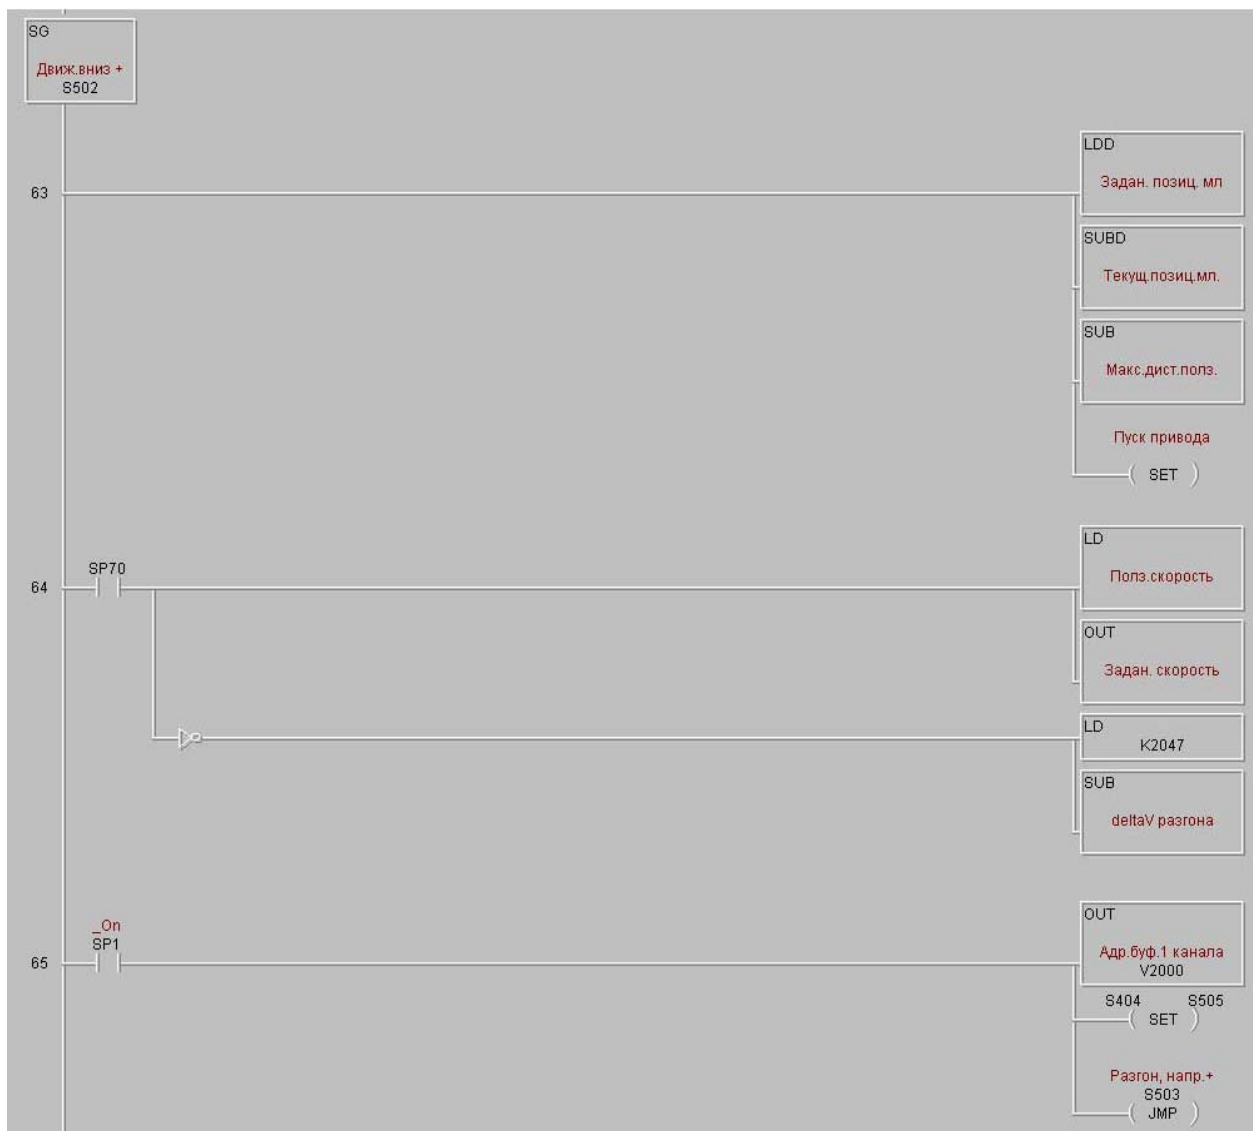 SG
Движ.вниз +
S502
LDD
Задан. позиц. мл
63
SUBD
Текущ.позиц.мл.
SUB
Макс.дист.полз.
Пуск привода
( SET )
LD
SP70
Полз.скорость
64
OUT
Задан. скорость
LD
K2047
SUB
deltaV разгона
OUT
_On
SP1
Адр.буф.1 канала
65
V2000
S404 S505
( SET )
Разгон, напр.+
S503
( JMP )